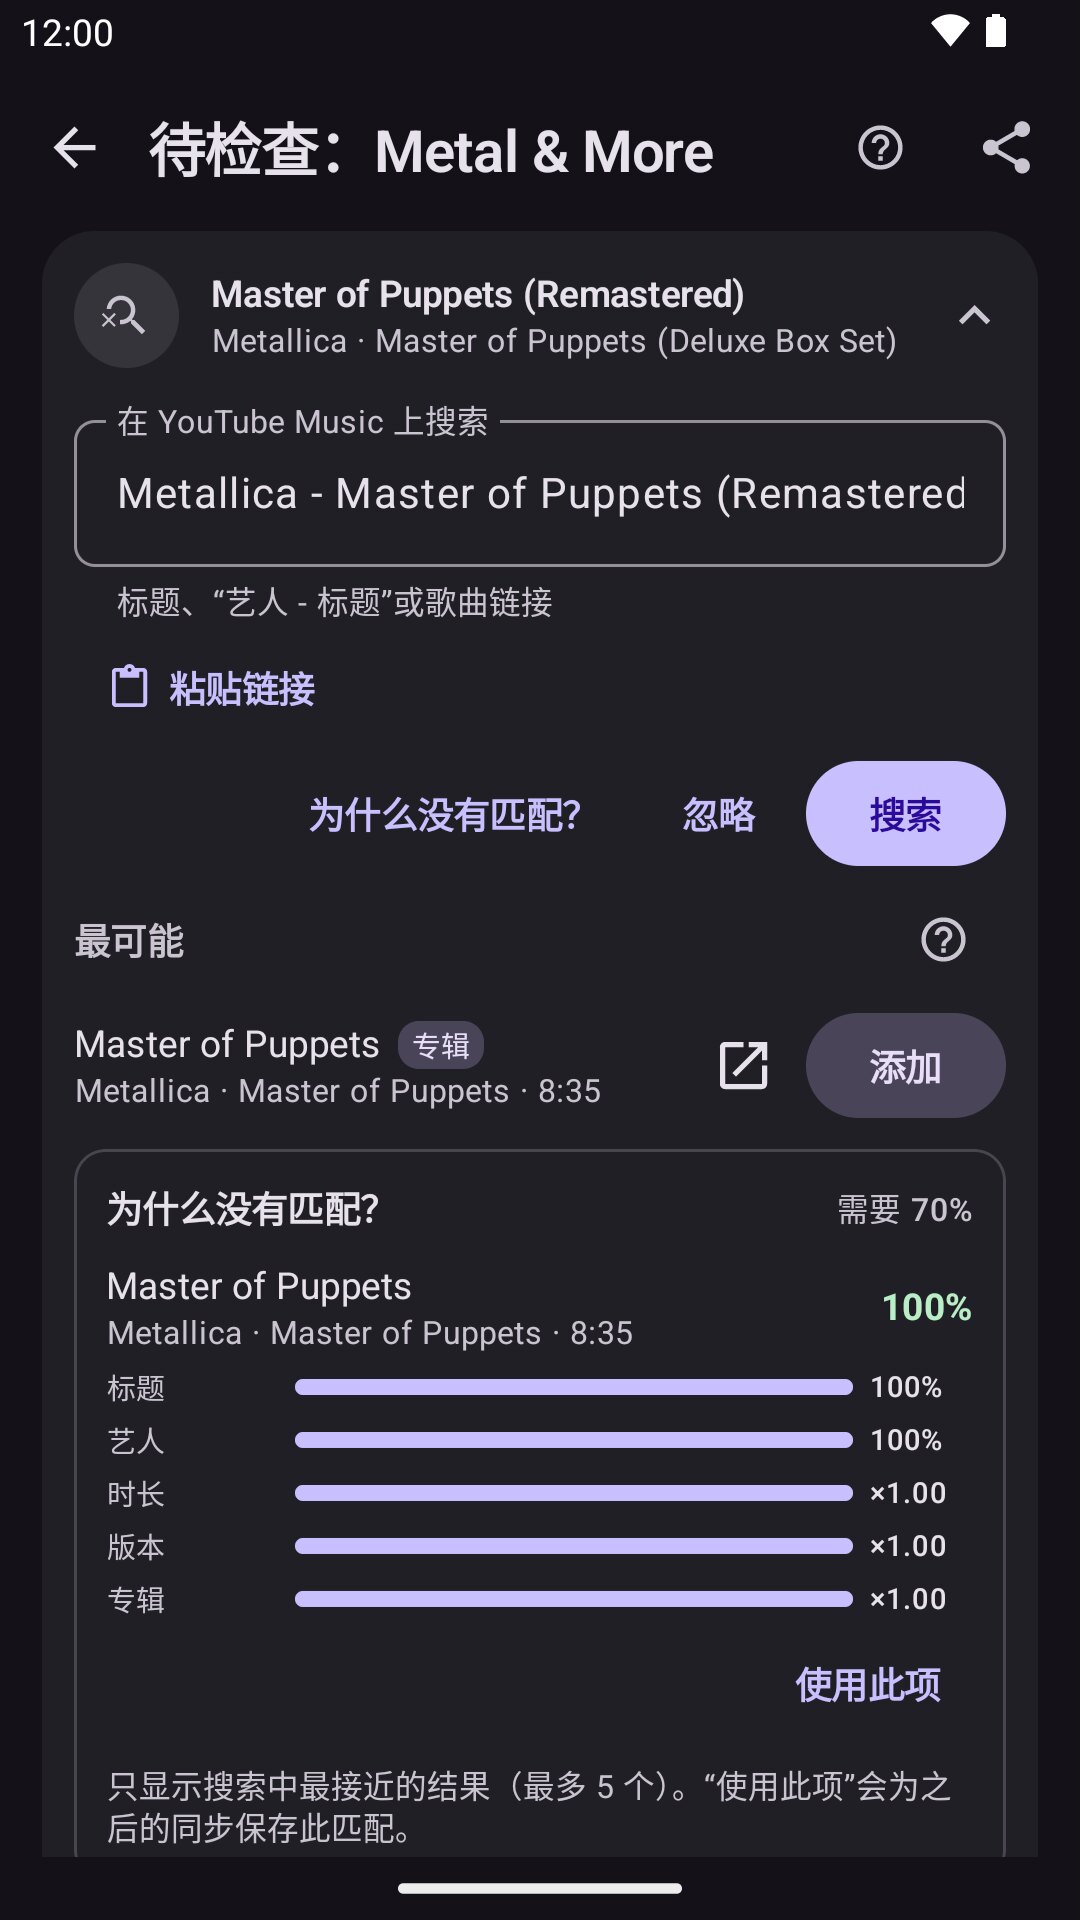 12:00
待检查：Metal & More
Master of Puppets (Remastered)
Metallica · Master of Puppets (Deluxe Box Set)
在 YouTube Music 上搜索
Metallica - Master of Puppets (Remastered
标题、“艺人 - 标题”或歌曲链接
粘贴链接
为什么没有匹配？
忽略
搜索
最可能
Master of Puppets 专辑
Metallica · Master of Puppets · 8:35
添加
为什么没有匹配？
需要 70%
Master of Puppets
Metallica · Master of Puppets · 8:35
100%
标题 100%
艺人 100%
时长 ×1.00
版本 ×1.00
专辑 ×1.00
使用此项
只显示搜索中最接近的结果（最多 5 个）。“使用此项”会为之
后的同步保存此匹配。